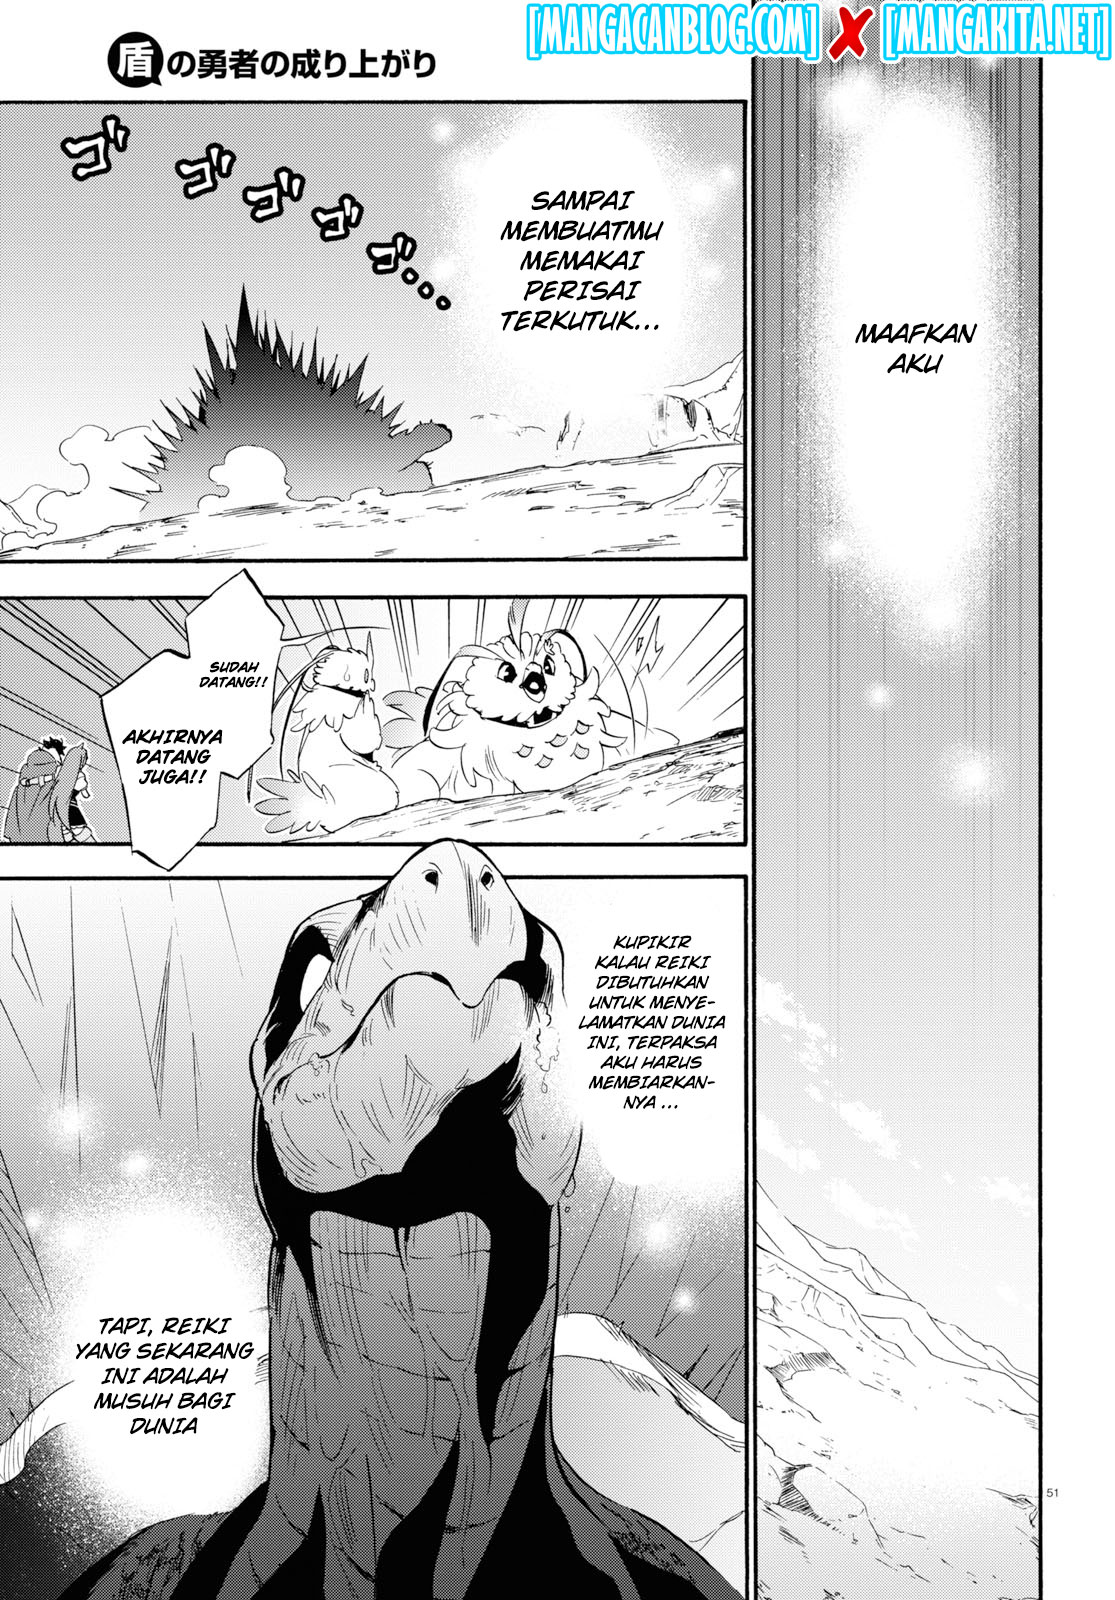 [MANGACANBLOG.COM] X [MANGAKITA.NET]
盾の勇者の成り上がり
MAAFKAN
AKU
SAMPAI
MEMBUATMU
MEMAKAI
PERISAI
TERKUTUK...
ゴゴゴゴゴ...
SUDAH
DATANG!!
AKHIRNYA
DATANG
JUGA!!
KUPIKIR
KALAU REIKI
DIBUTUHKAN
UNTUK MENYE-
LAMATKAN DUNIA
INI, TERPAKSA
AKU HARUS
MEMBIARKAN-
NYA ...
TAPI, REIKI
YANG SEKARANG
INI ADALAH
MUSUH BAGI
DUNIA
51